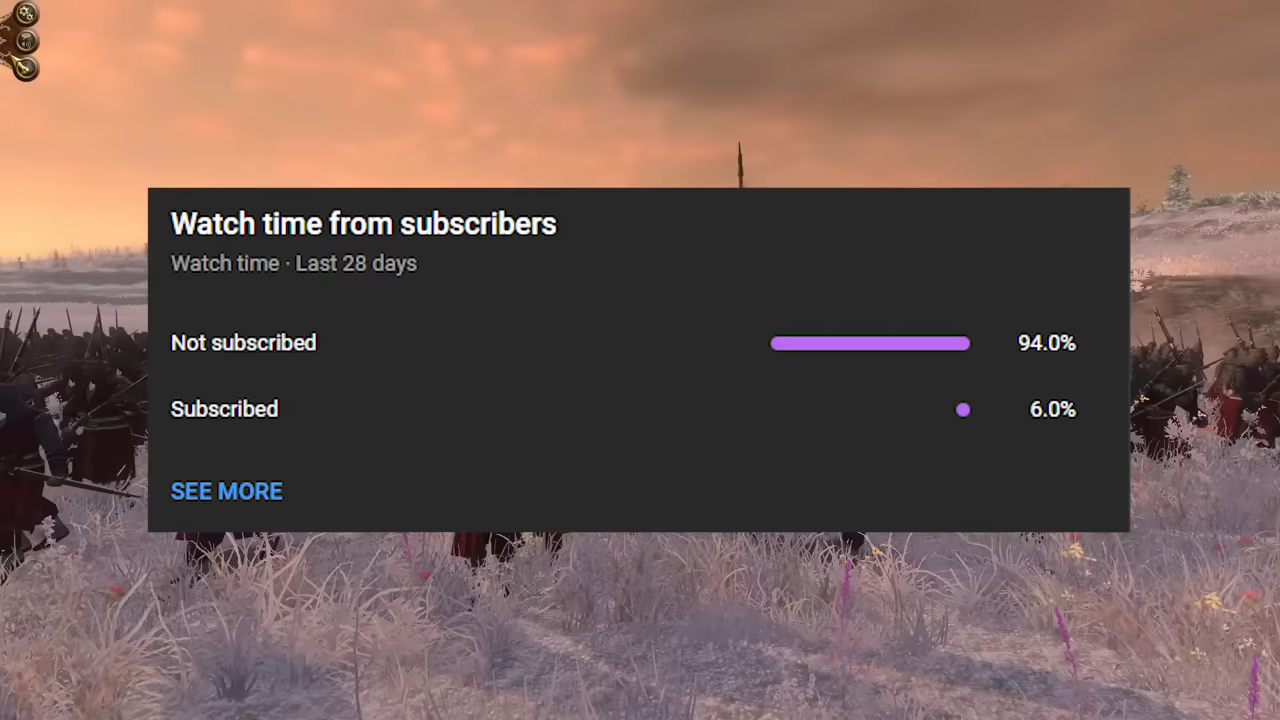 Watch time from subscribers
Watch time · Last 28 days
Not subscribed 94.0%
Subscribed 6.0%
SEE MORE